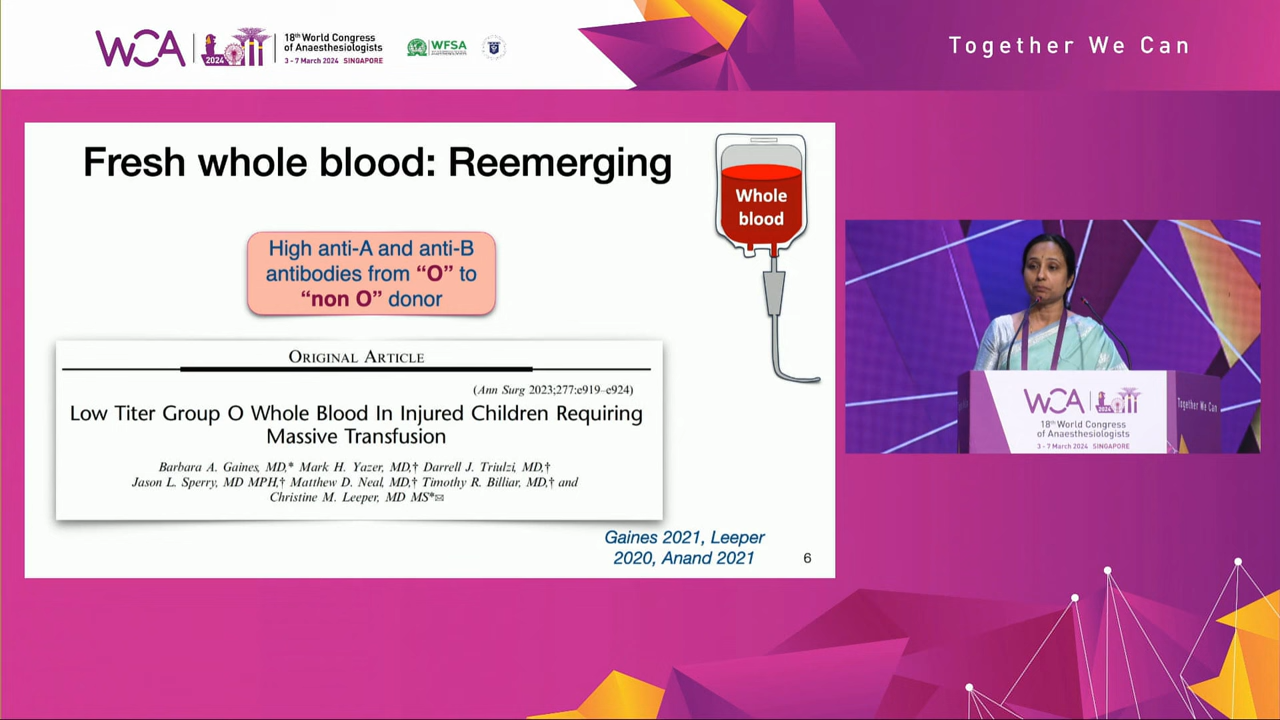 WCA
2024
18th World Congress
of Anaesthesiologists
3 - 7 March 2024 SINGAPORE
WFSA
Together We Can
Fresh whole blood: Reemerging
Whole
blood
High anti-A and anti-B
antibodies from “O” to
“non O” donor
ORIGINAL ARTICLE
(Ann Surg 2023;277:e919–e924)
Low Titer Group O Whole Blood In Injured Children Requiring
Massive Transfusion
Barbara A. Gaines, MD,* Mark H. Yazer, MD,† Darrell J. Triulzi, MD,†
Jason L. Sperry, MD MPH,† Matthew D. Neal, MD,† Timothy R. Billiar, MD,† and
Christine M. Leeper, MD MS*✉
Gaines 2021, Leeper
2020, Anand 2021
6
WCA
2024
18th World Congress
of Anaesthesiologists
3 - 7 March 2024 SINGAPORE
Together We Can